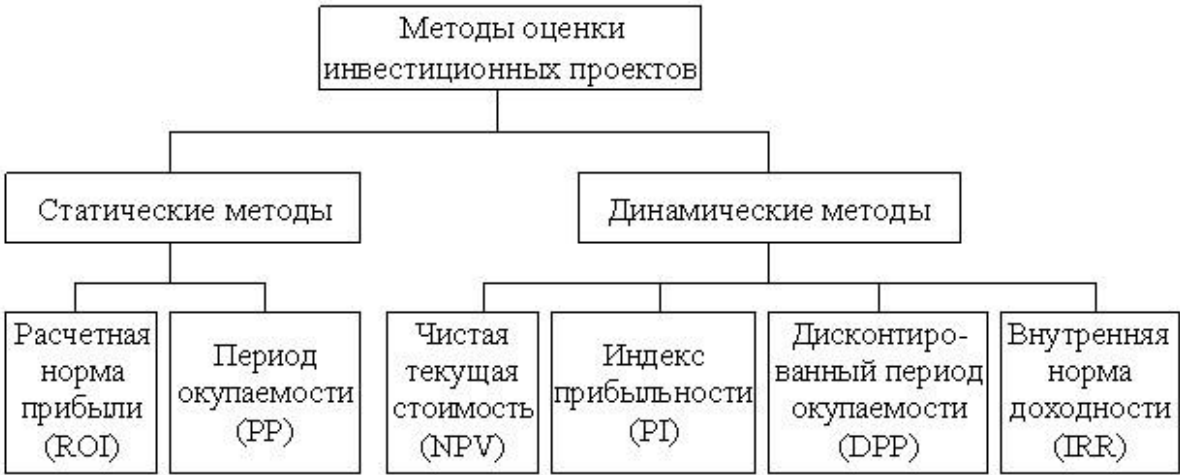 Методы оценки
инвестиционных проектов
Статические методы
Динамические методы
Расчетная
норма
прибыли
(ROI)
Период
окупаемости
(PP)
Чистая
текущая
стоимость
(NPV)
Индекс
прибыльности
(PI)
Дисконтиро-
ванный период
окупаемости
(DPP)
Внутренняя
норма
доходности
(IRR)